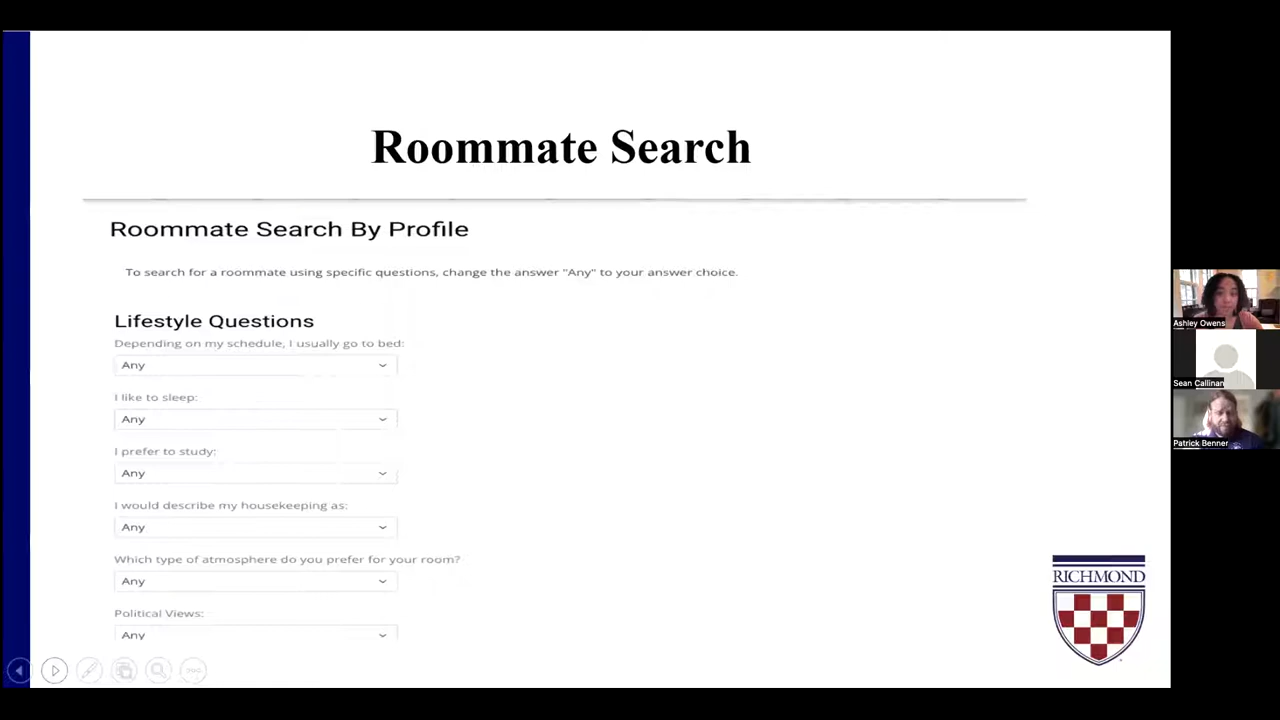 Roommate Search
Roommate Search By Profile
To search for a roommate using specific questions, change the answer "Any" to your answer choice.
Lifestyle Questions
Depending on my schedule, I usually go to bed:
Any
I like to sleep:
Any
I prefer to study:
Any
I would describe my housekeeping as:
Any
Which type of atmosphere do you prefer for your room?
Any
Political Views:
Any
RICHMOND
Ashley Owens
Sean Callinan
Patrick Benner